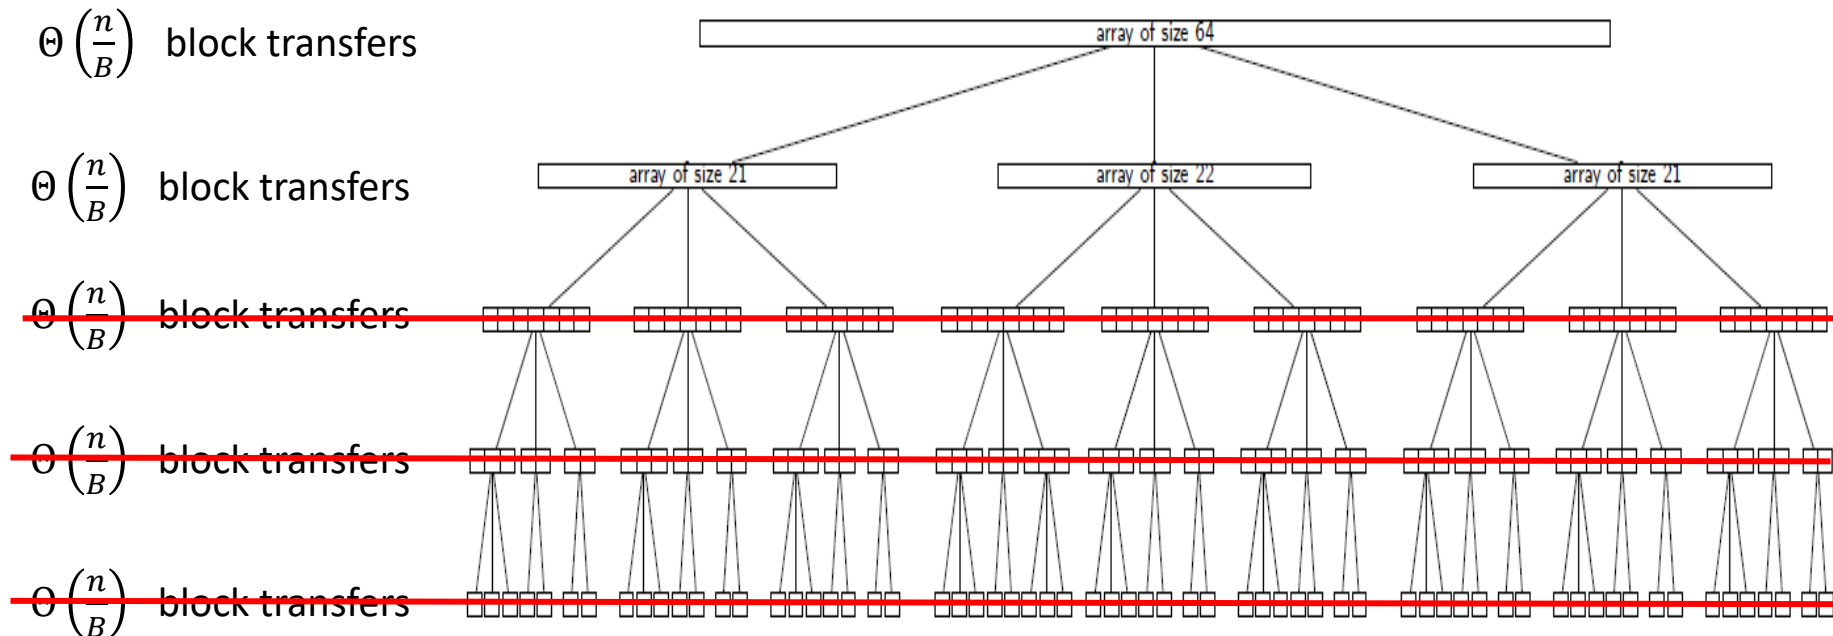 Θ(n/B) block transfers
array of size 64
Θ(n/B) block transfers
array of size 21
array of size 22
array of size 21
Θ(n/B) block transfers
Θ(n/B) block transfers
Θ(n/B) block transfers